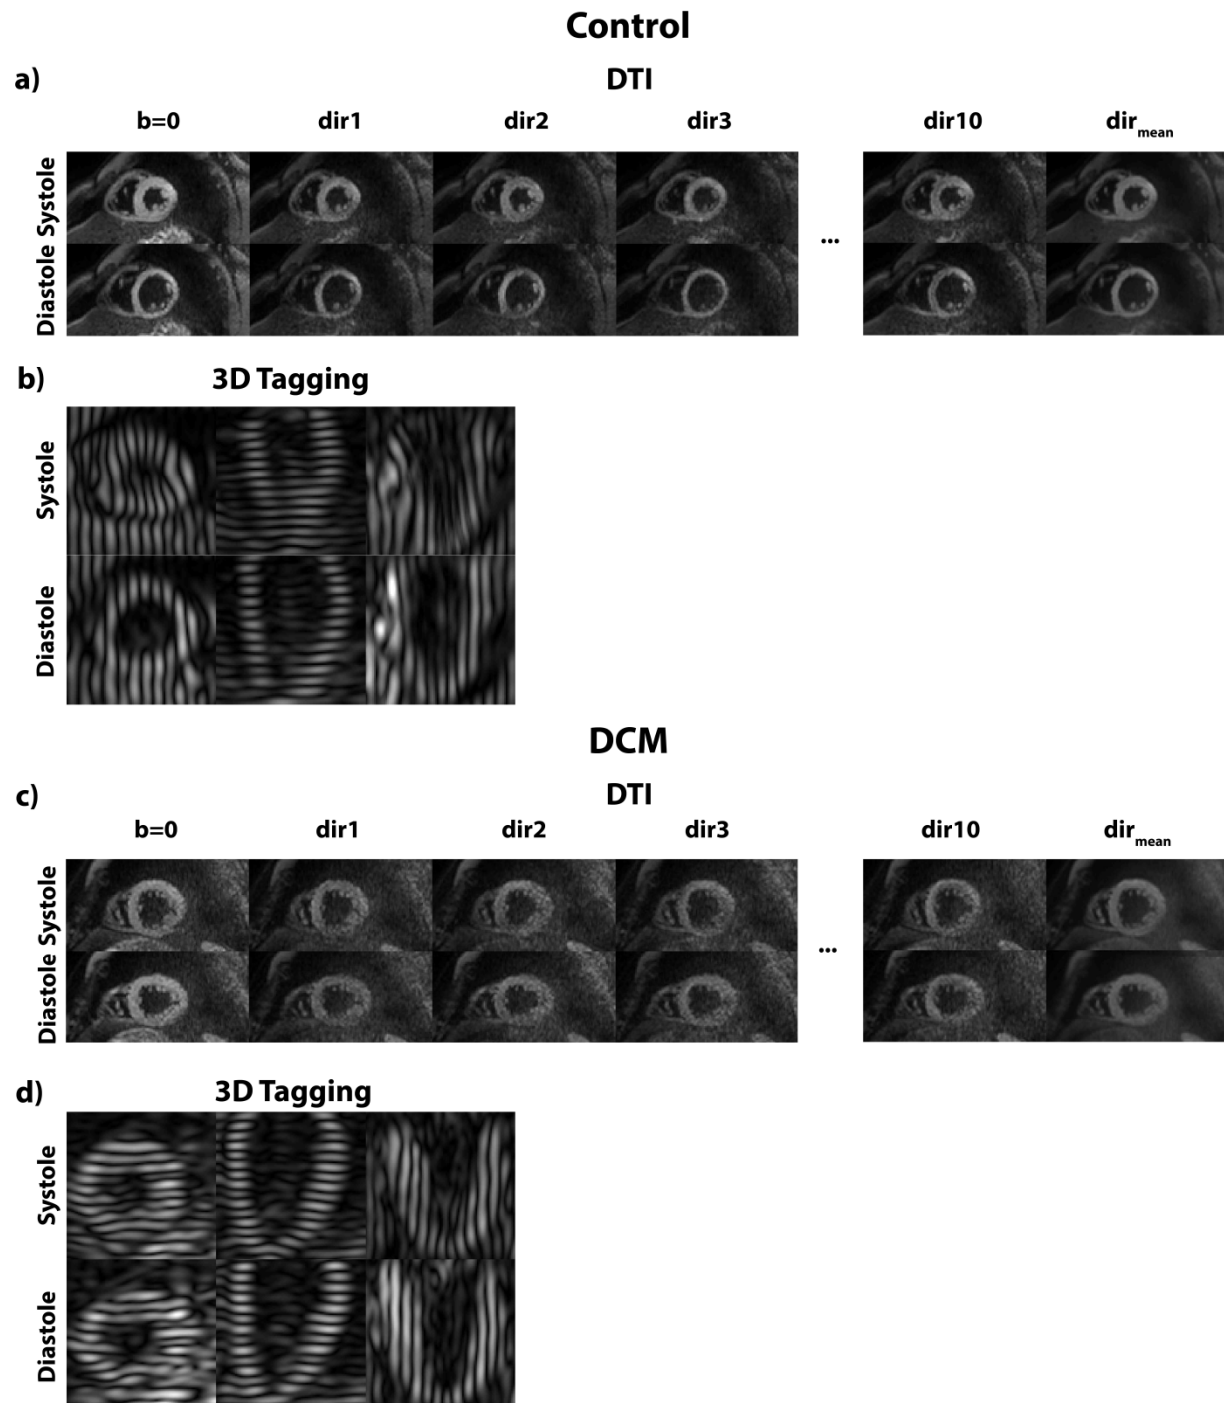 Control
a)
DTI
b=0 dir1 dir2 dir3 dir10 dirmean
Systole
Diastole
...
b)
3D Tagging
Systole
Diastole
DCM
c)
DTI
b=0 dir1 dir2 dir3 dir10 dirmean
Systole
Diastole
...
d)
3D Tagging
Systole
Diastole